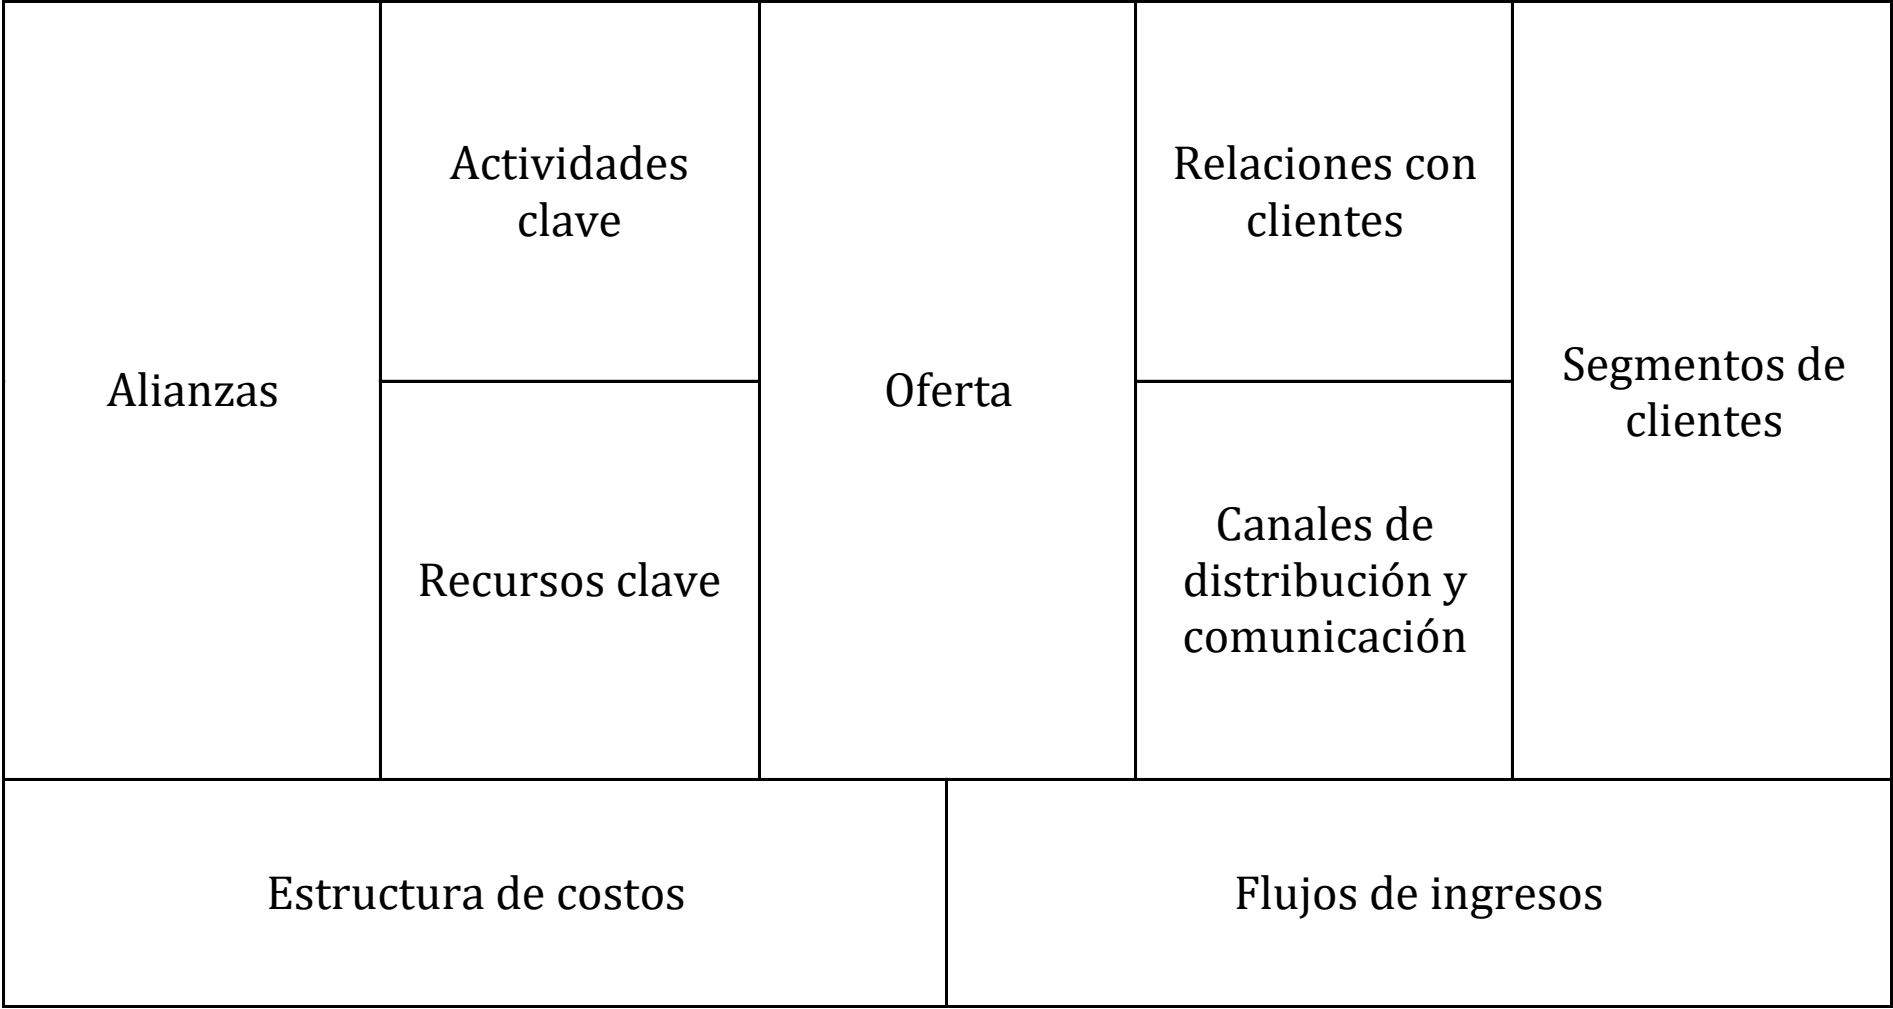 Alianzas
Actividades
clave
Recursos clave
Oferta
Relaciones con
clientes
Canales de
distribución y
comunicación
Segmentos de
clientes
Estructura de costos
Flujos de ingresos